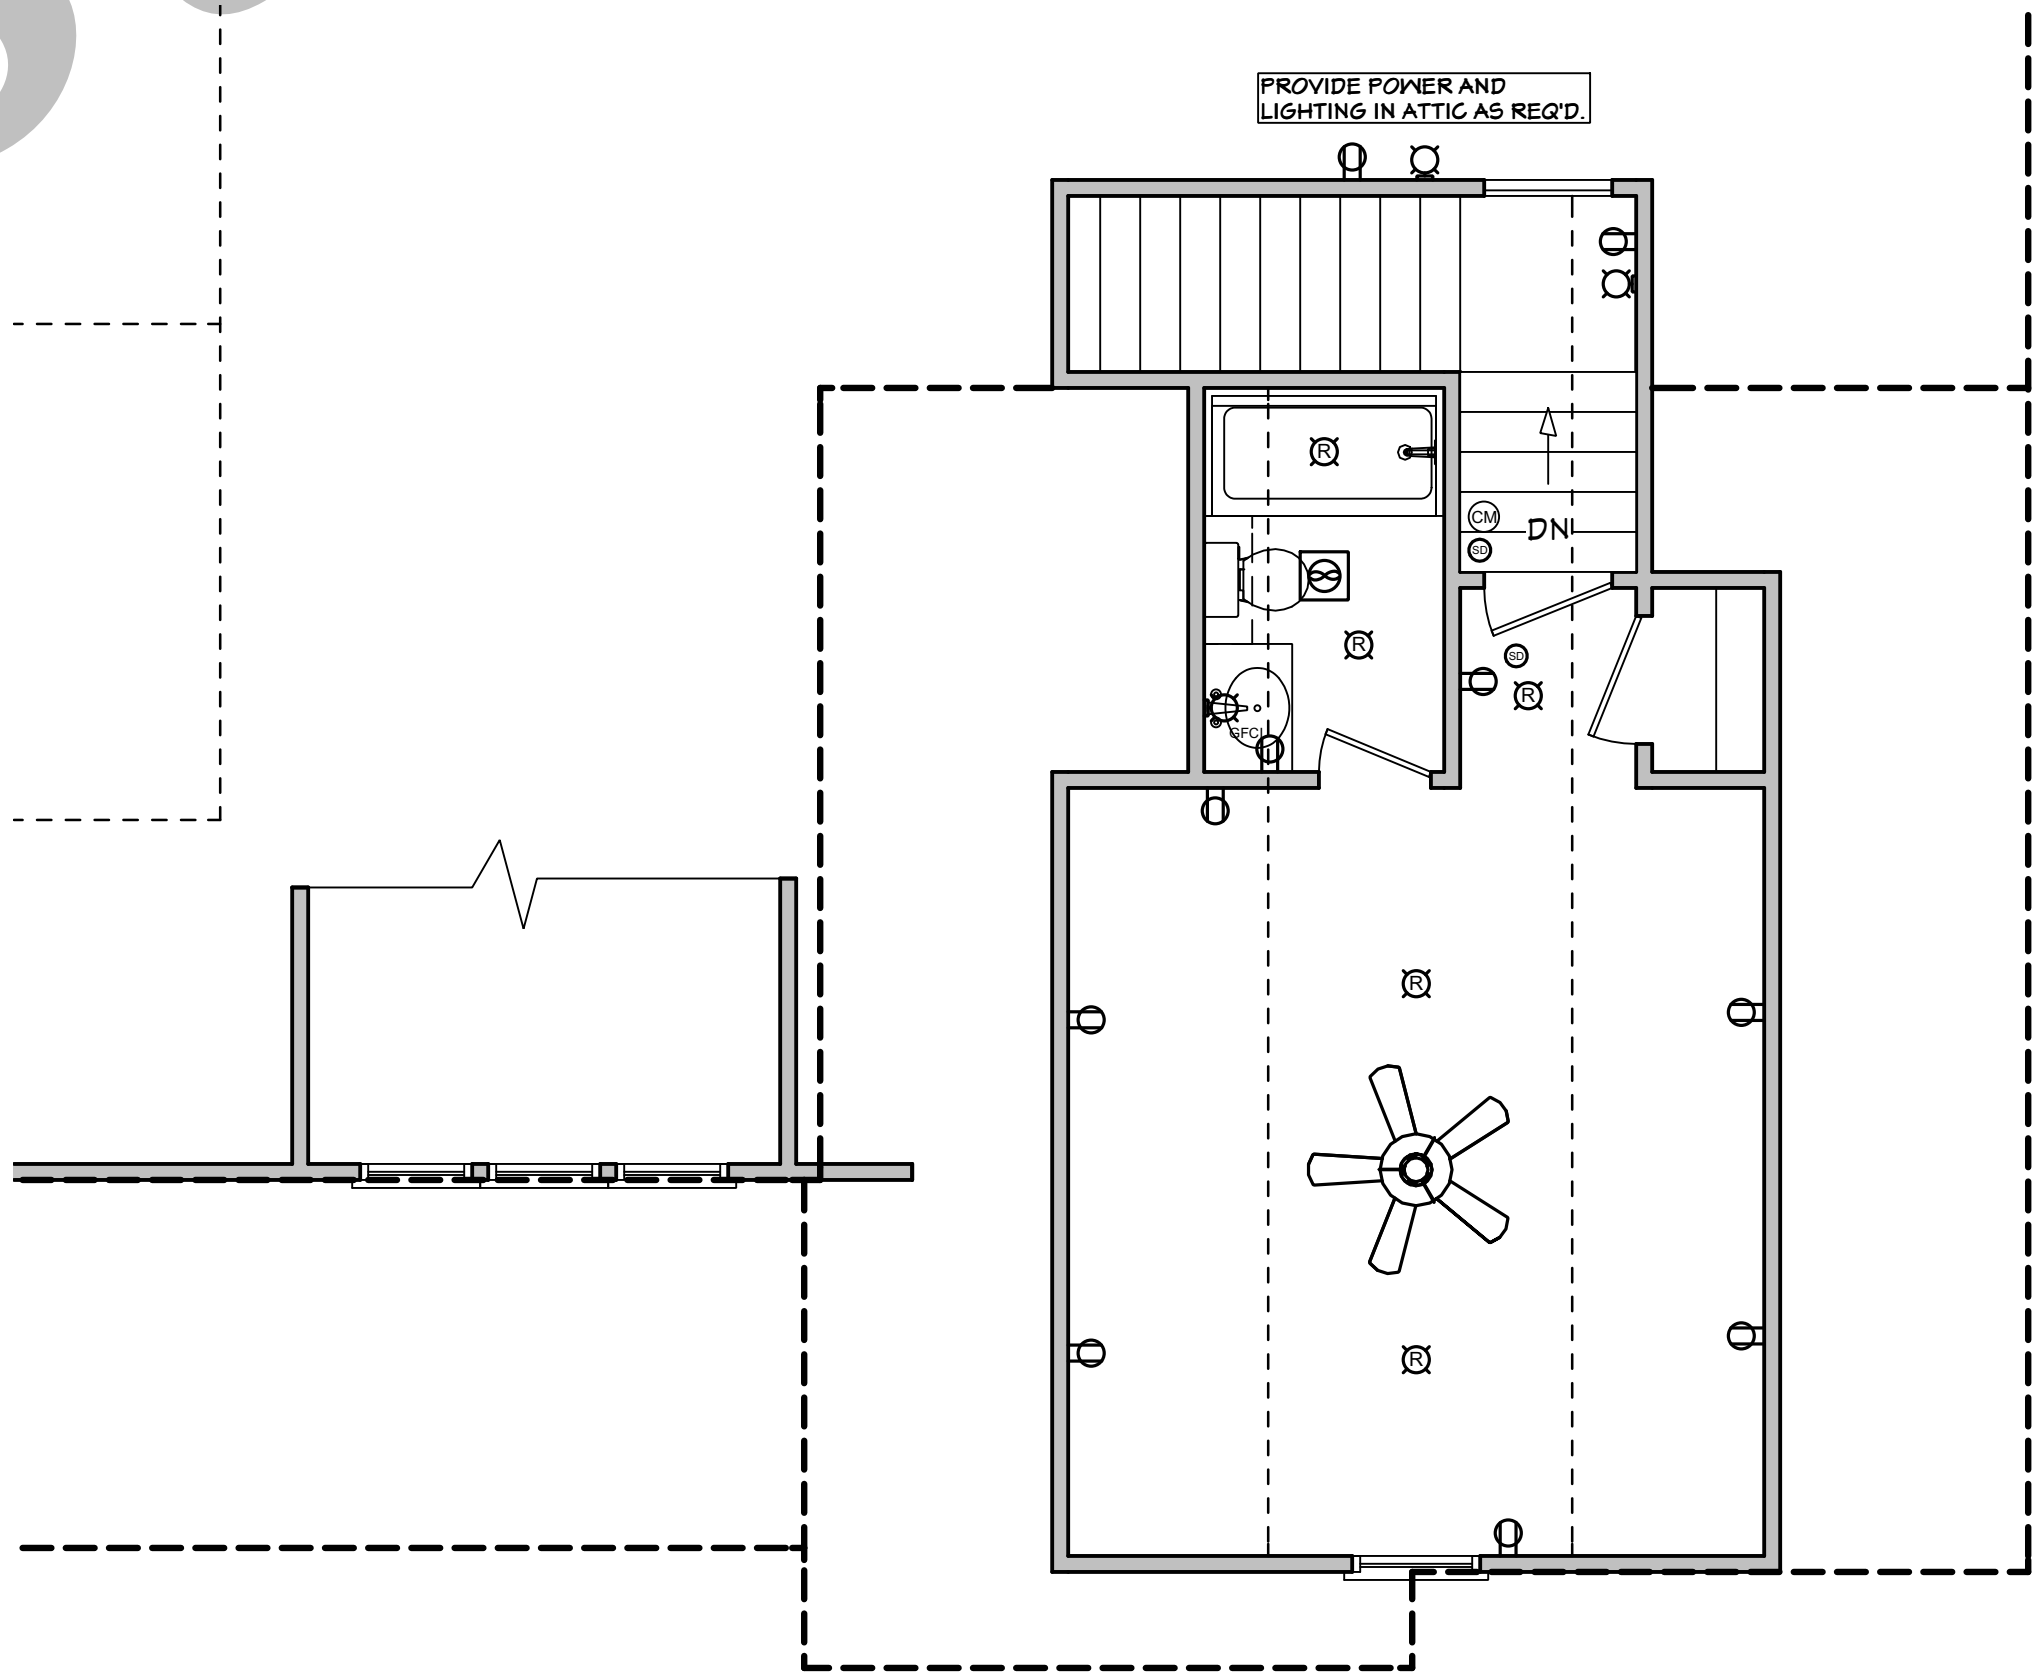 PROVIDE POWER AND
LIGHTING IN ATTIC AS REQ'D.
R
CM
DN
SD
R
SD
R
GFCI
R
R